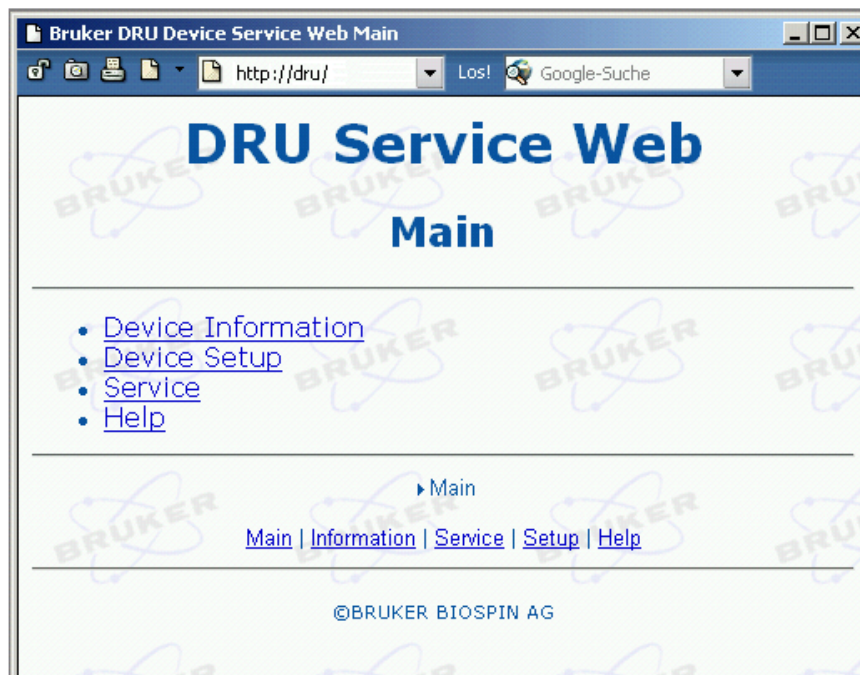 Bruker DRU Device Service Web Main
http://dru/ Los! Google-Suche
DRU Service Web
Main
Device Information
Device Setup
Service
Help
Main
Main | Information | Service | Setup | Help
©BRUKER BIOSPIN AG
BRUKER